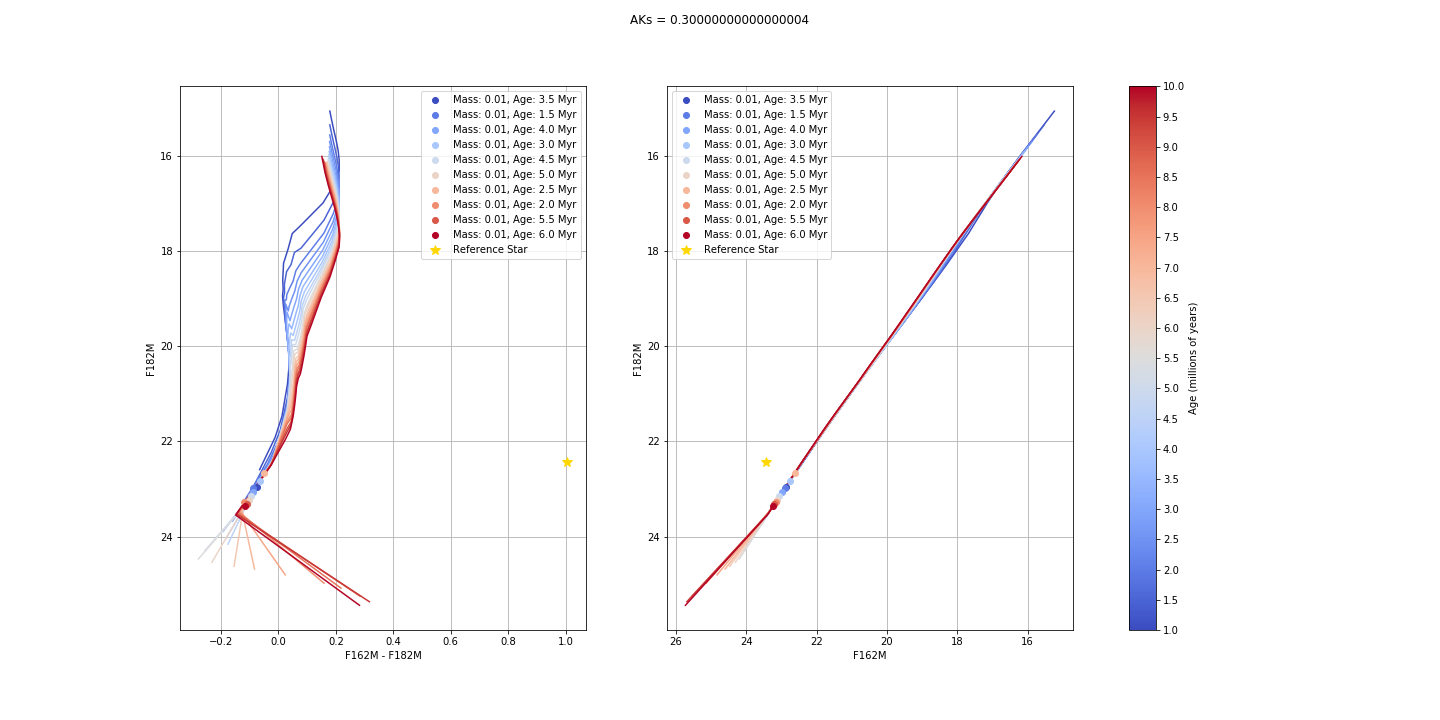 AKs = 0.30000000000000004
Mass: 0.01, Age: 3.5 Myr
Mass: 0.01, Age: 1.5 Myr
Mass: 0.01, Age: 4.0 Myr
Mass: 0.01, Age: 3.0 Myr
Mass: 0.01, Age: 4.5 Myr
Mass: 0.01, Age: 5.0 Myr
Mass: 0.01, Age: 2.5 Myr
Mass: 0.01, Age: 2.0 Myr
Mass: 0.01, Age: 5.5 Myr
Mass: 0.01, Age: 6.0 Myr
Reference Star
16
18
20
22
24
F182M
−0.2
0.0
0.2
0.4
0.6
0.8
1.0
F162M - F182M
Mass: 0.01, Age: 3.5 Myr
Mass: 0.01, Age: 1.5 Myr
Mass: 0.01, Age: 4.0 Myr
Mass: 0.01, Age: 3.0 Myr
Mass: 0.01, Age: 4.5 Myr
Mass: 0.01, Age: 5.0 Myr
Mass: 0.01, Age: 2.5 Myr
Mass: 0.01, Age: 2.0 Myr
Mass: 0.01, Age: 5.5 Myr
Mass: 0.01, Age: 6.0 Myr
Reference Star
16
18
20
22
24
F182M
26
24
22
20
18
16
F162M
10.0
9.5
9.0
8.5
8.0
7.5
7.0
6.5
6.0
5.5
5.0
4.5
4.0
3.5
3.0
2.5
2.0
1.5
1.0
Age (millions of years)